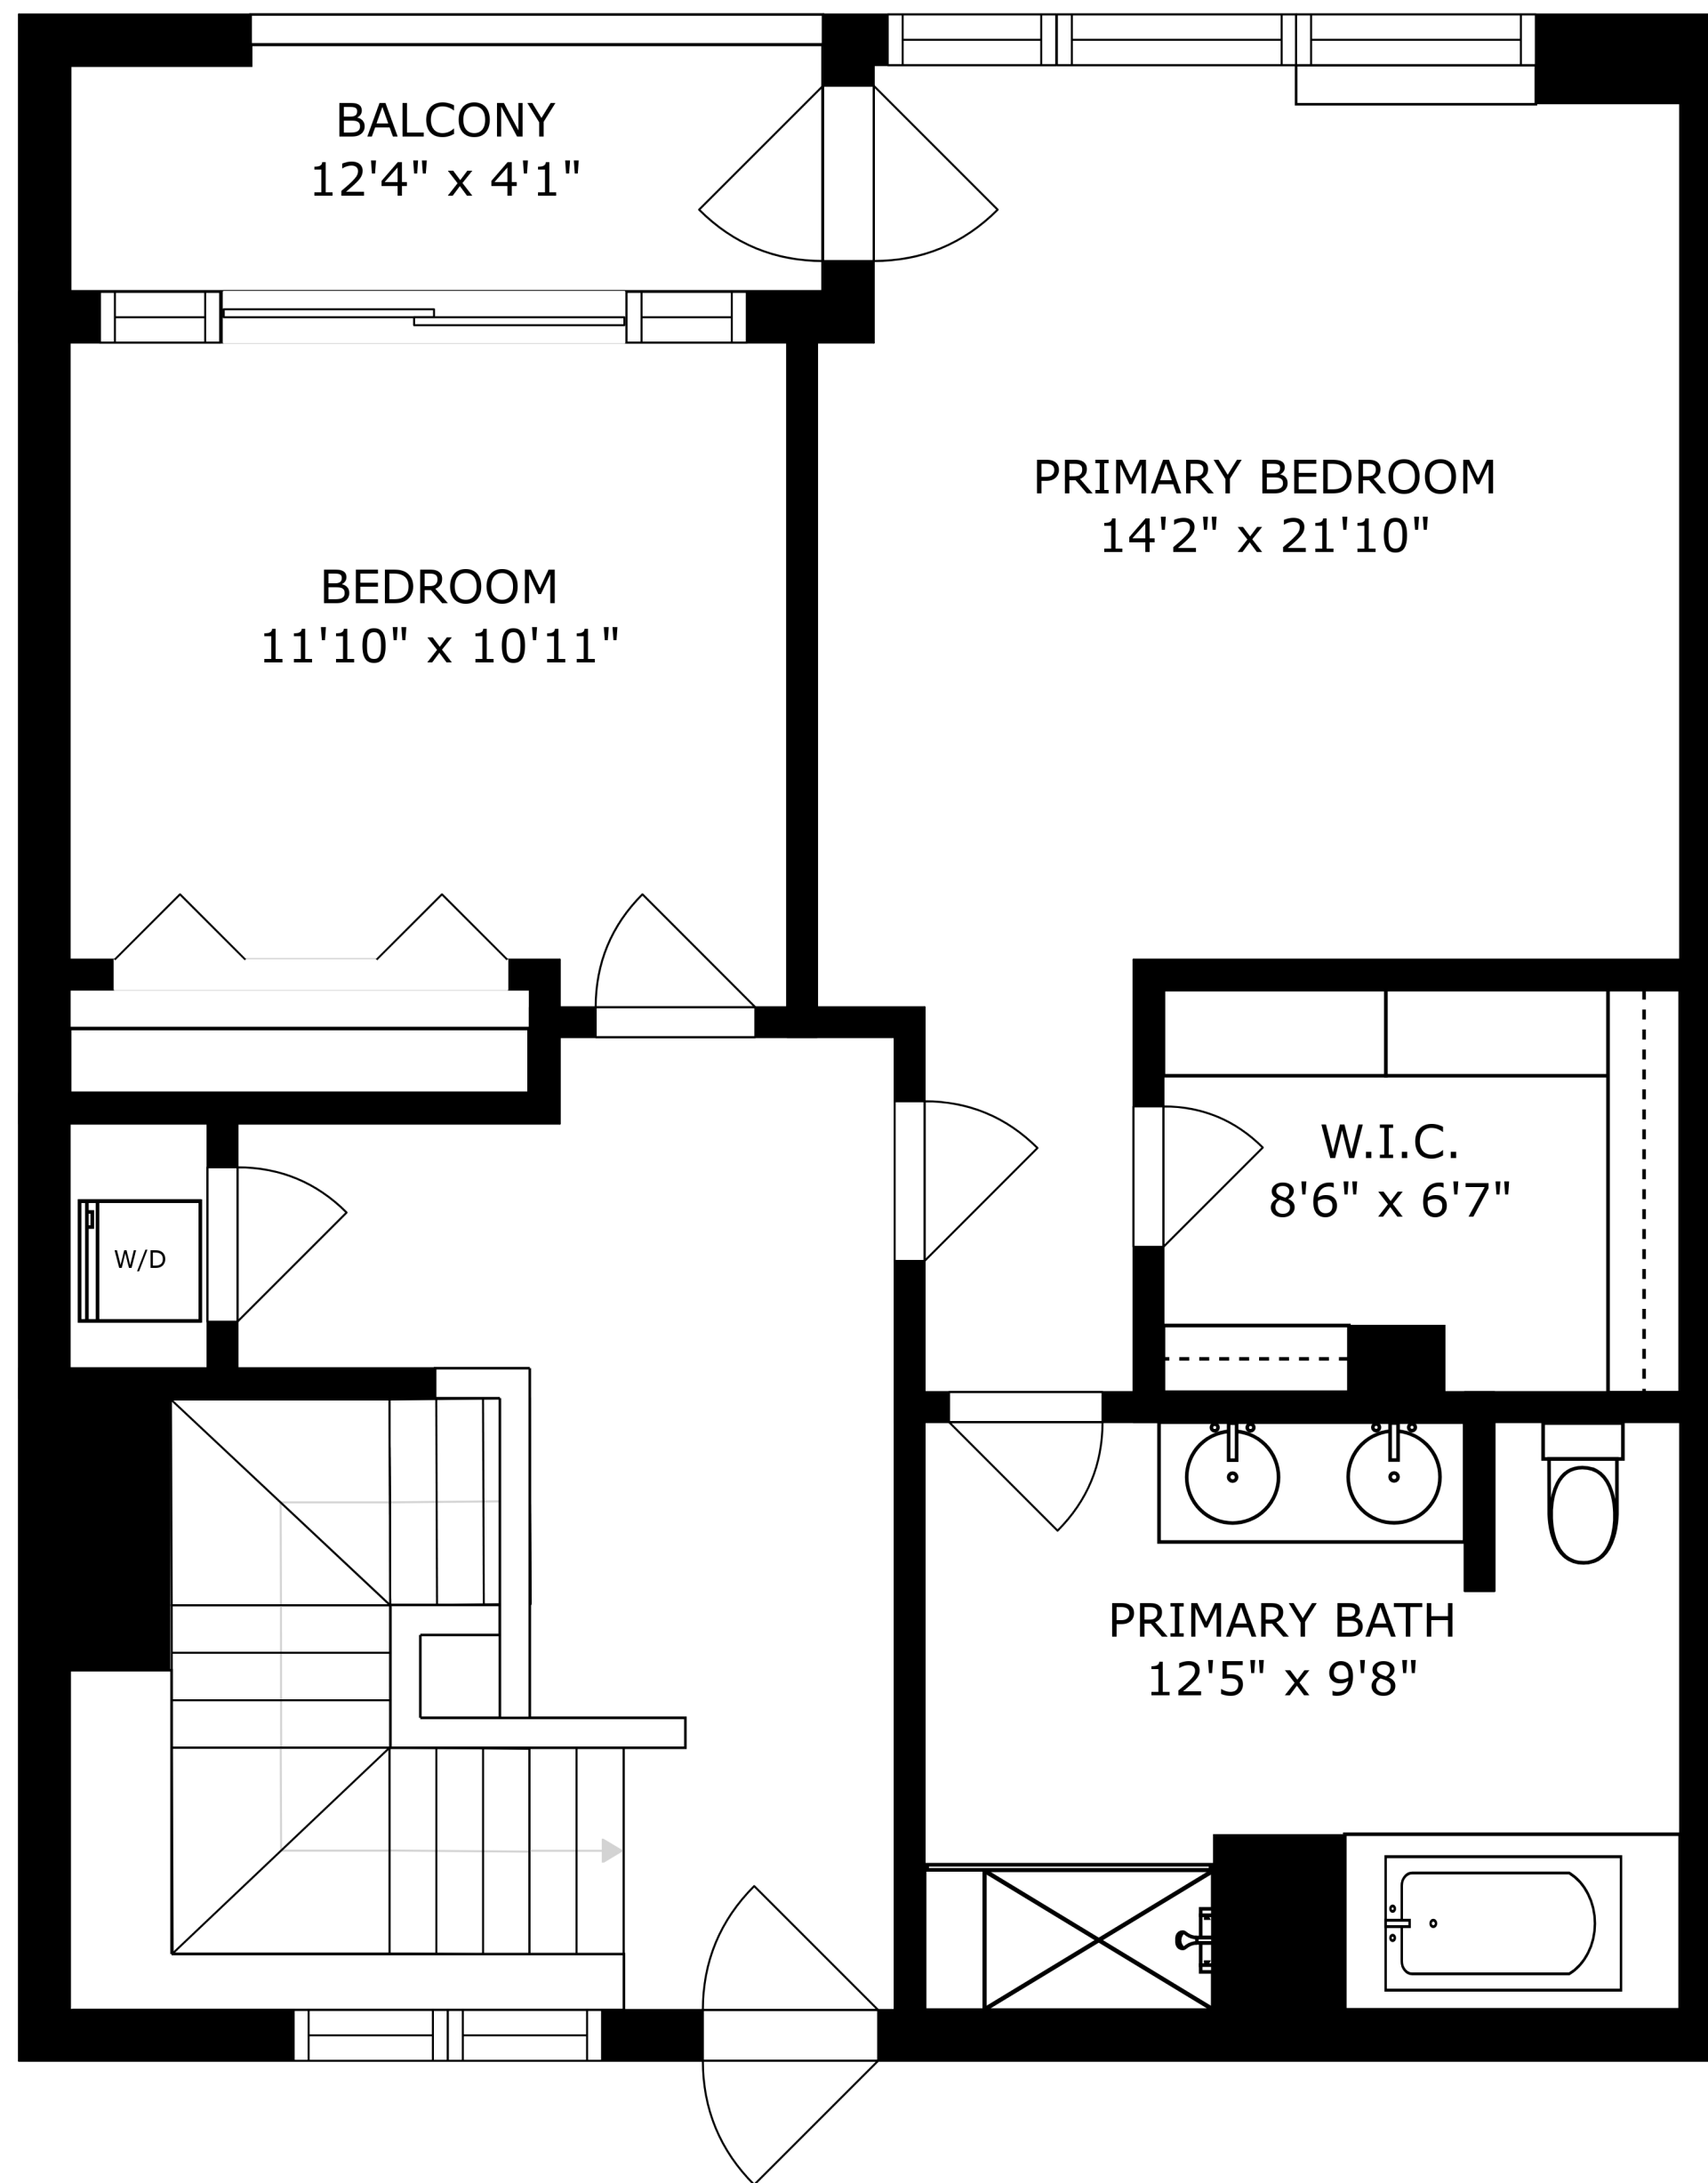 BALCONY
12'4" x 4'1"
PRIMARY BEDROOM
14'2" x 21'10"
BEDROOM
11'10" x 10'11"
W.I.C.
8'6" x 6'7"
W/D
PRIMARY BATH
12'5" x 9'8"